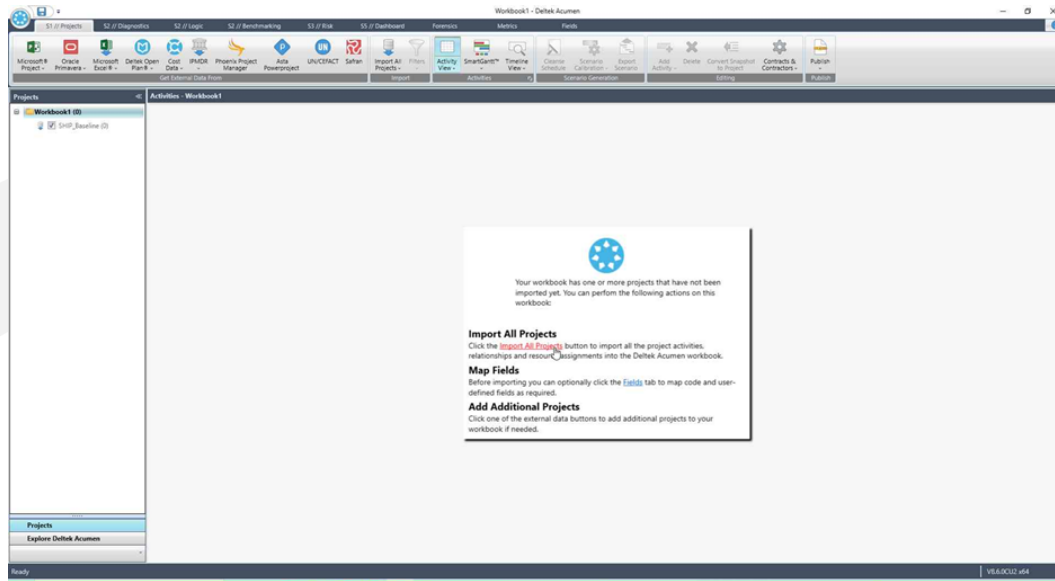 Workbook1 - Deltek Acumen
S1 // Projects S2 // Diagnostics S2 // Logic S2 // Benchmarking S3 // Risk S5 // Dashboard Forensics Metrics Fields
Microsoft® Project Oracle Primavera Microsoft Excel® Deltek Open Plan® Cost Data IPMDR Phoenix Project Manager Asta Powerproject UN/CEFACT Safran Import All Projects Filters Activity View SmartGantt™ Timeline View Cleanse Schedule Scenario Calibration Export Scenario Add Activity Delete Convert Snapshot to Project Contracts & Contractors Publish
Get External Data From Import Activities Scenario Generation Editing Publish
Projects Activities - Workbook1
Workbook1 (0)
SHIP_Baseline (0)
Your workbook has one or more projects that have not been
imported yet. You can perfom the following actions on this
workbook:
Import All Projects
Click the Import All Projects button to import all the project activities,
relationships and resource assignments into the Deltek Acumen workbook.
Map Fields
Before importing you can optionally click the Fields tab to map code and user-
defined fields as required.
Add Additional Projects
Click one of the external data buttons to add additional projects to your
workbook if needed.
Projects
Explore Deltek Acumen
Ready V8.6.0CU2 x64